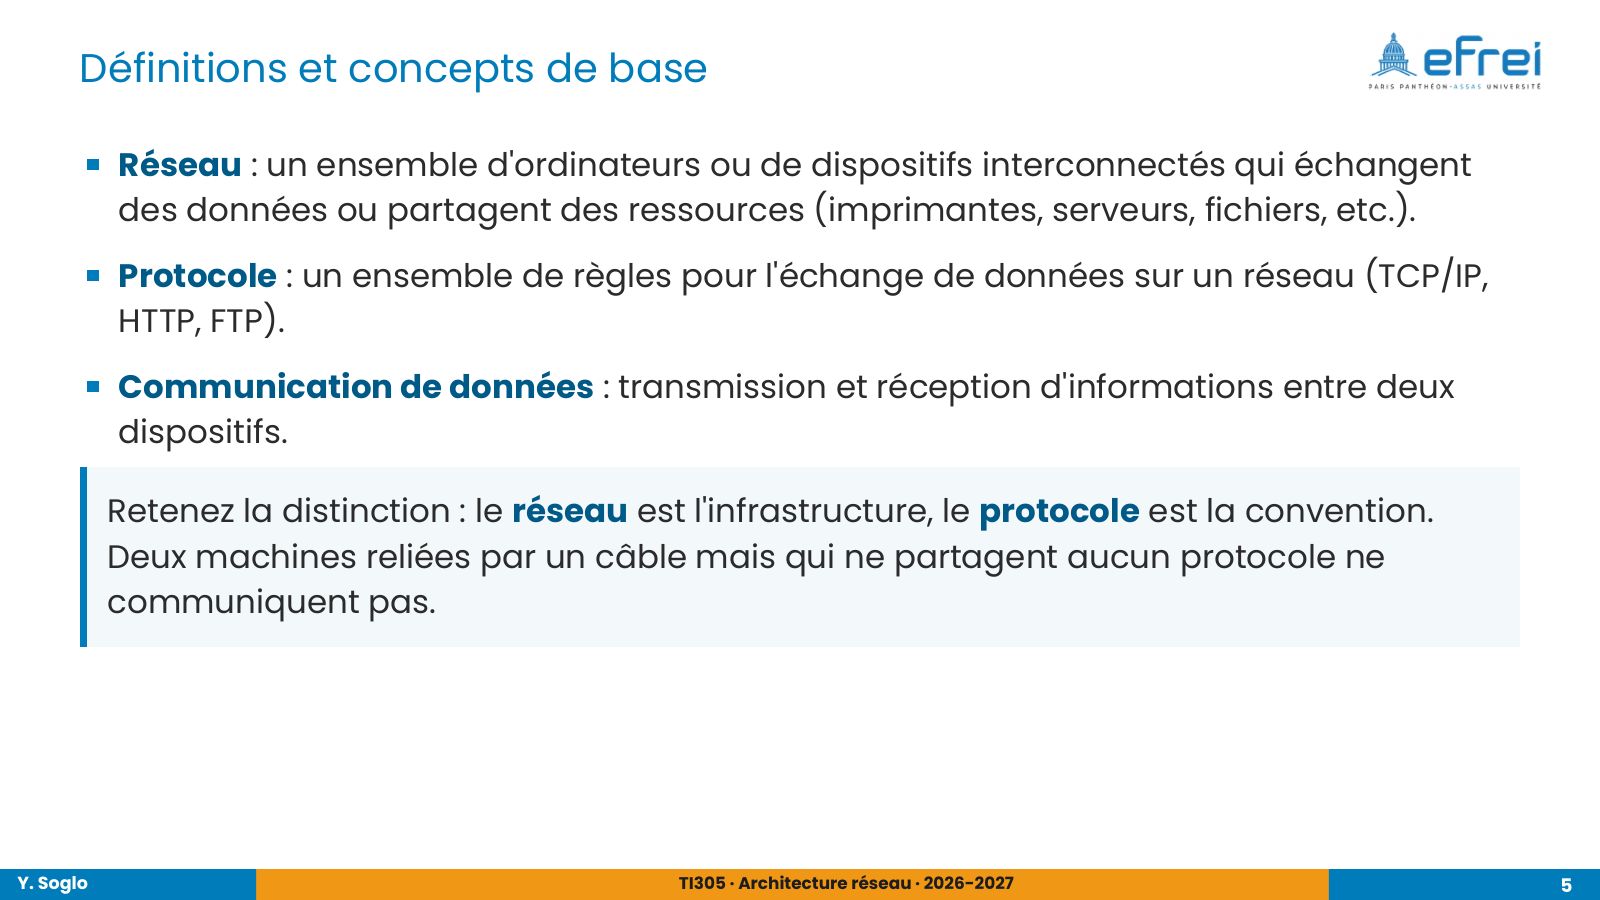 Définitions et concepts de base
efrei
PARIS PANTHÉON-ASSAS UNIVERSITÉ
Réseau : un ensemble d'ordinateurs ou de dispositifs interconnectés qui échangent
des données ou partagent des ressources (imprimantes, serveurs, fichiers, etc.).
Protocole : un ensemble de règles pour l'échange de données sur un réseau (TCP/IP,
HTTP, FTP).
Communication de données : transmission et réception d'informations entre deux
dispositifs.
Retenez la distinction : le réseau est l'infrastructure, le protocole est la convention.
Deux machines reliées par un câble mais qui ne partagent aucun protocole ne
communiquent pas.
Y. Soglo
TI305 · Architecture réseau · 2026-2027
5